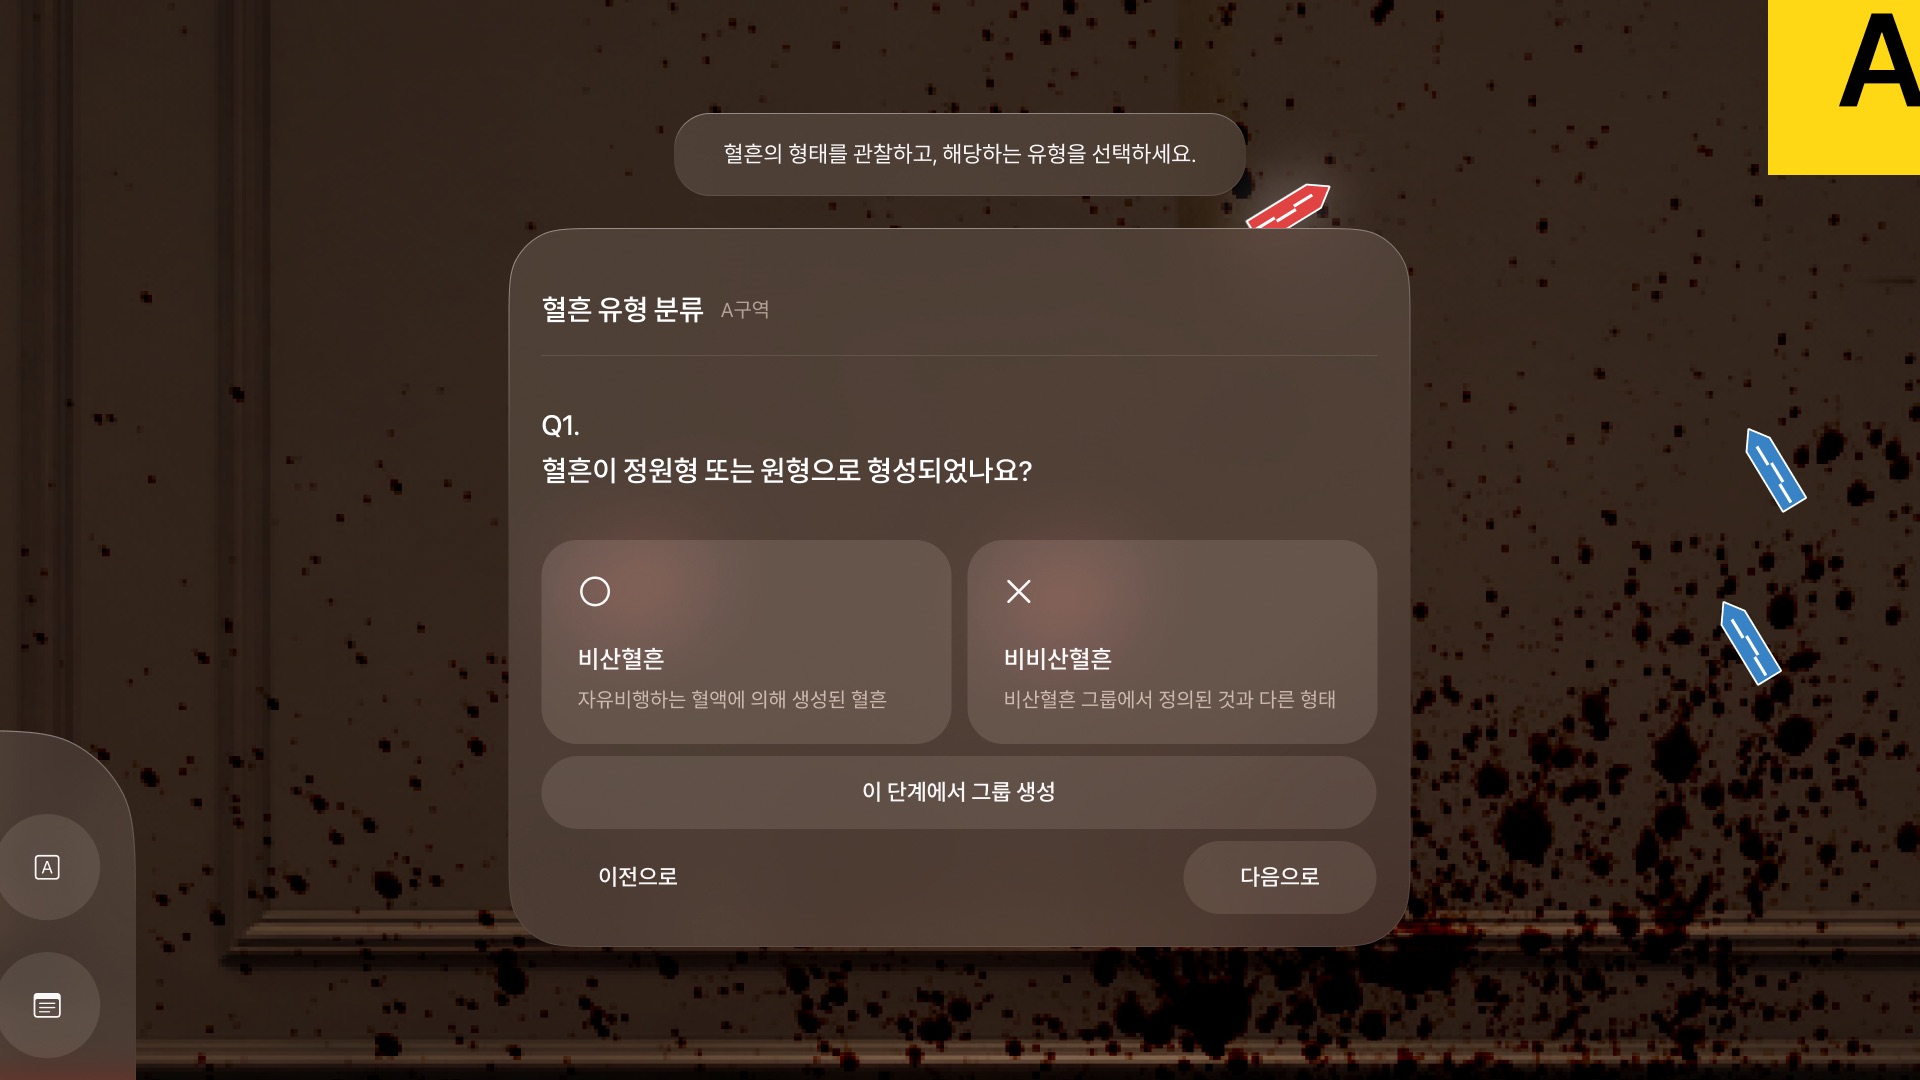 A
혈흔의 형태를 관찰하고, 해당하는 유형을 선택하세요.
혈흔 유형 분류 A구역
Q1.
혈흔이 정원형 또는 원형으로 형성되었나요?
비산혈흔
자유비행하는 혈액에 의해 생성된 혈흔
비비산혈흔
비산혈흔 그룹에서 정의된 것과 다른 형태
이 단계에서 그룹 생성
이전으로
다음으로
A